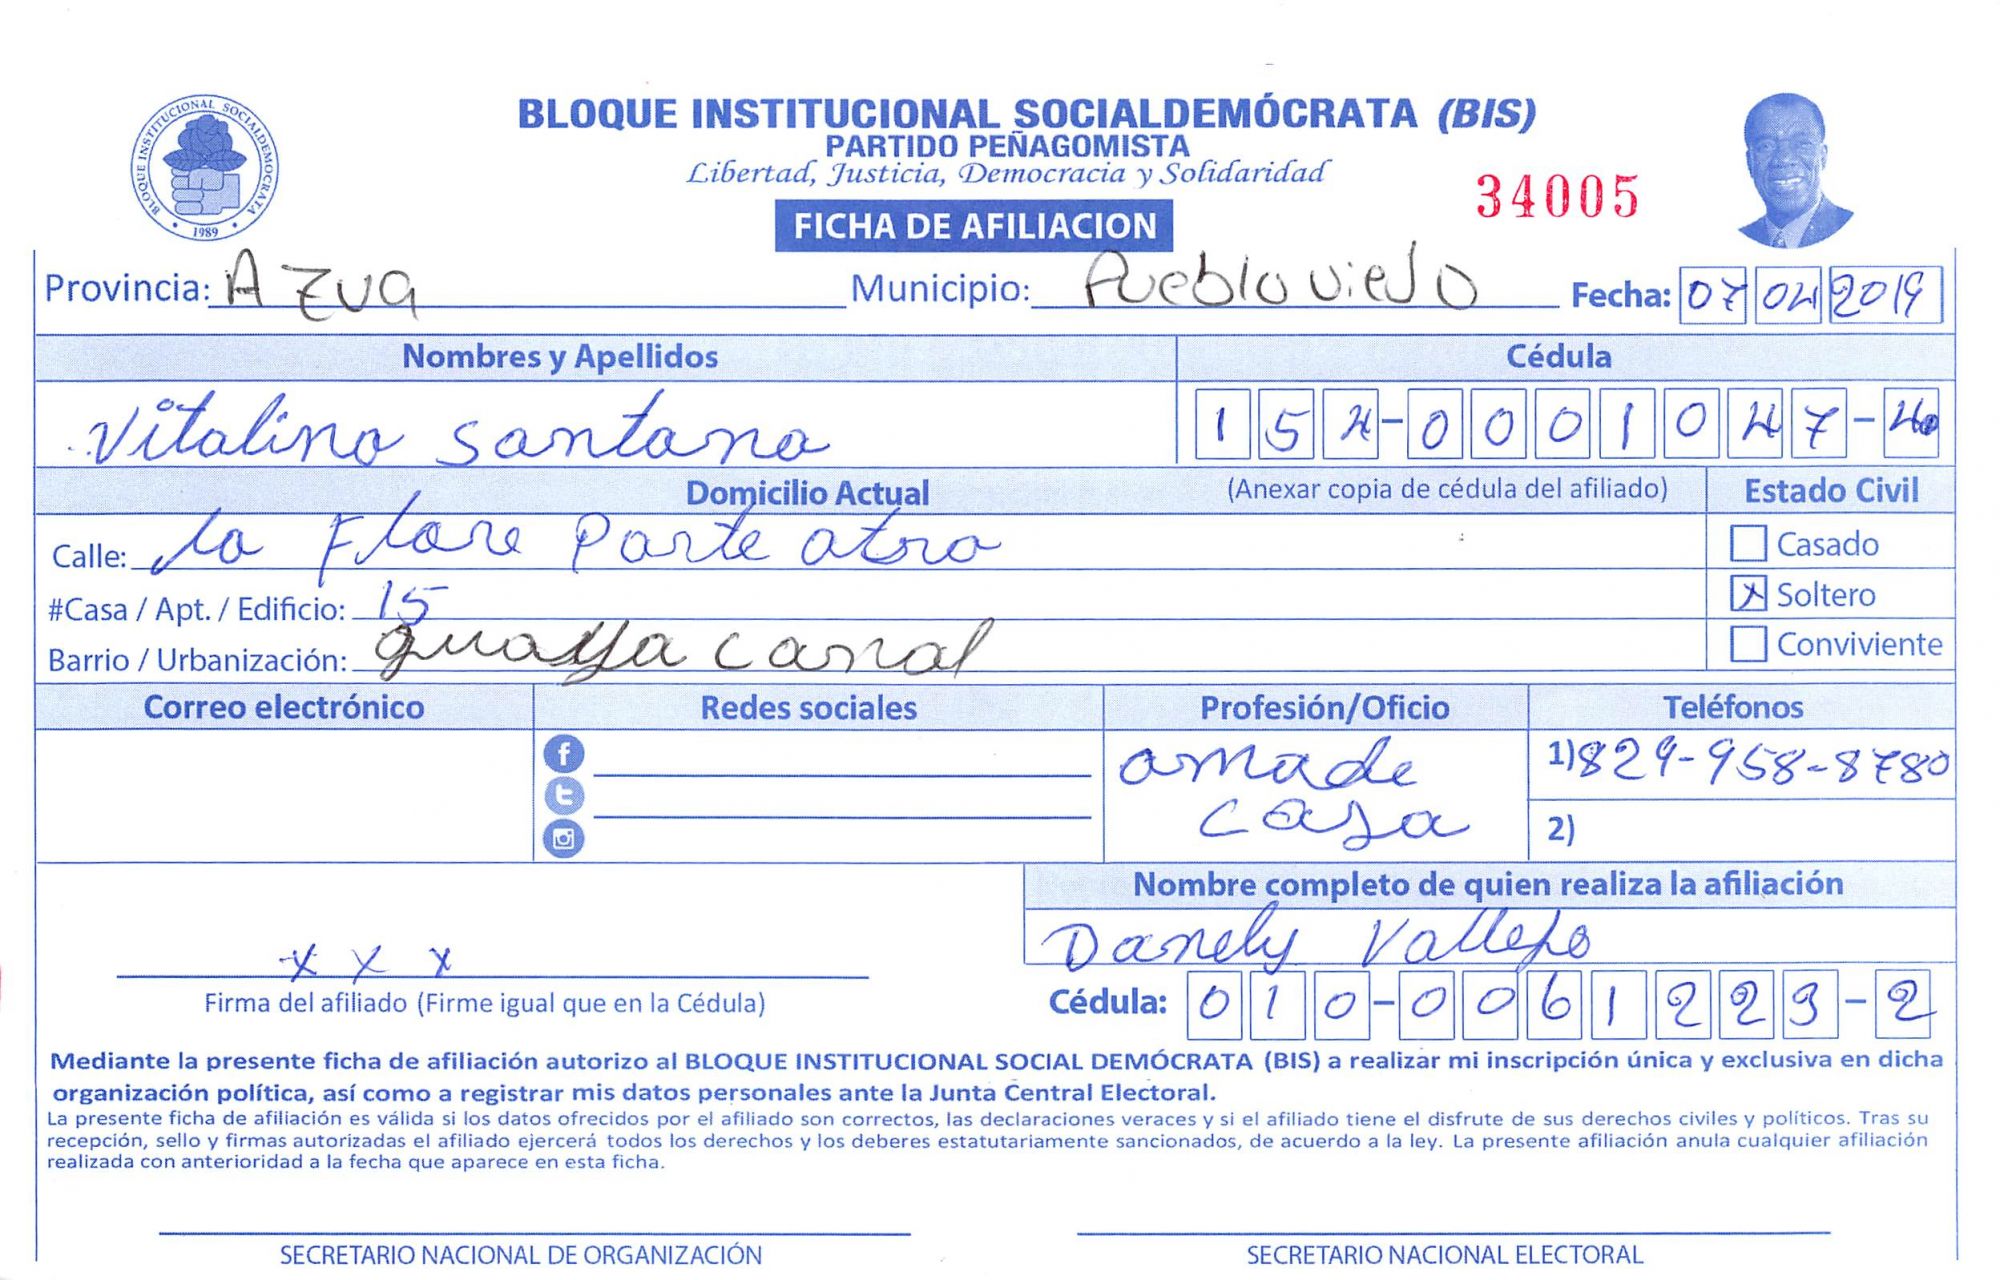 BLOQUE INSTITUCIONAL SOCIALDEMOCRATA
1989
BLOQUE INSTITUCIONAL SOCIALDEMÓCRATA (BIS)
PARTIDO PEÑAGOMISTA
Libertad, Justicia, Democracia y Solidaridad
34005
FICHA DE AFILIACION
Provincia: AZUA Municipio: Pueblo viejo Fecha: 07 04 2019
Nombres y Apellidos Cédula
Vitalino santana 154-0001047-4
Domicilio Actual (Anexar copia de cédula del afiliado) Estado Civil
Calle: la Flore Parte atra Casado
#Casa / Apt. / Edificio: 15 x Soltero
Barrio / Urbanización: guaya canal Conviviente
Correo electrónico Redes sociales Profesión/Oficio Teléfonos
amade casa 1) 829-958-8780
2)
Nombre completo de quien realiza la afiliación
Danely Vallejo
x x x
Firma del afiliado (Firme igual que en la Cédula) Cédula: 010-0061223-2
Mediante la presente ficha de afiliación autorizo al BLOQUE INSTITUCIONAL SOCIAL DEMÓCRATA (BIS) a realizar mi inscripción única y exclusiva en dicha
organización política, así como a registrar mis datos personales ante la Junta Central Electoral.
La presente ficha de afiliación es válida si los datos ofrecidos por el afiliado son correctos, las declaraciones veraces y si el afiliado tiene el disfrute de sus derechos civiles y políticos. Tras su
recepción, sello y firmas autorizadas el afiliado ejercerá todos los derechos y los deberes estatutariamente sancionados, de acuerdo a la ley. La presente afiliación anula cualquier afiliación
realizada con anterioridad a la fecha que aparece en esta ficha.
SECRETARIO NACIONAL DE ORGANIZACIÓN SECRETARIO NACIONAL ELECTORAL